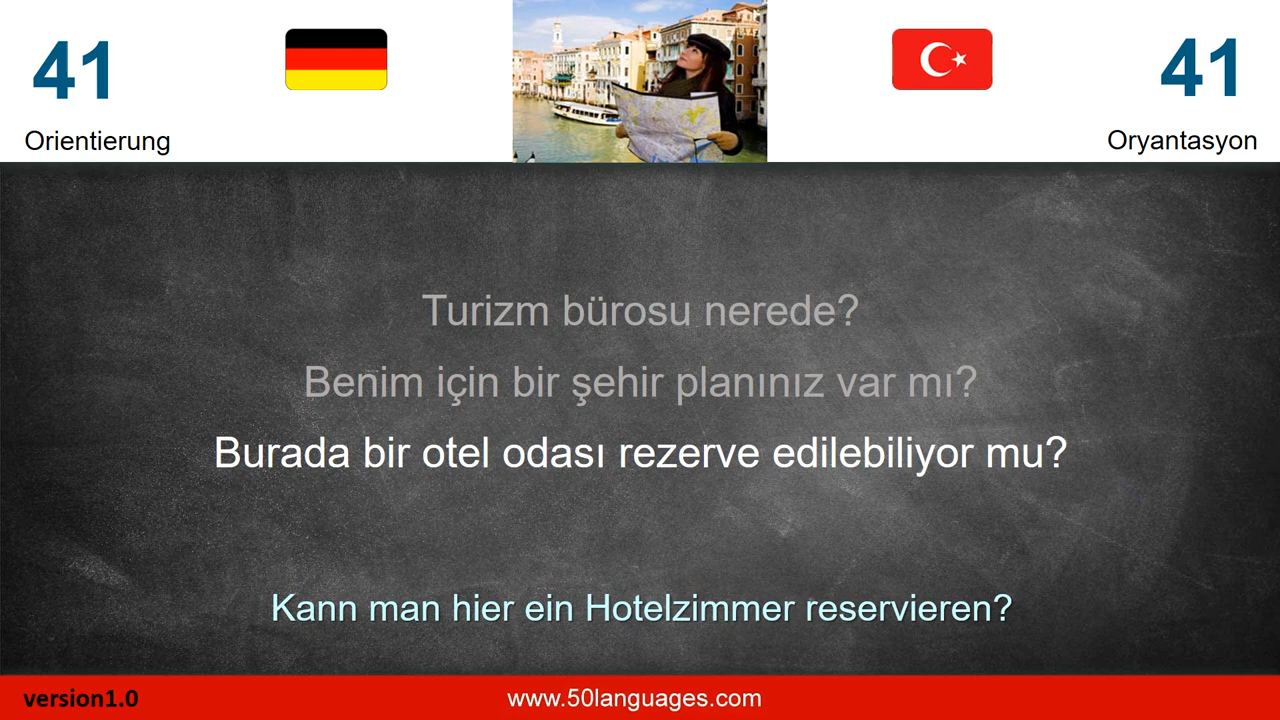 41
41
Orientierung
Oryantasyon
Turizm bürosu nerede?
Benim için bir şehir planınız var mı?
Burada bir otel odası rezerve edilebiliyor mu?
Kann man hier ein Hotelzimmer reservieren?
version1.0
www.50languages.com